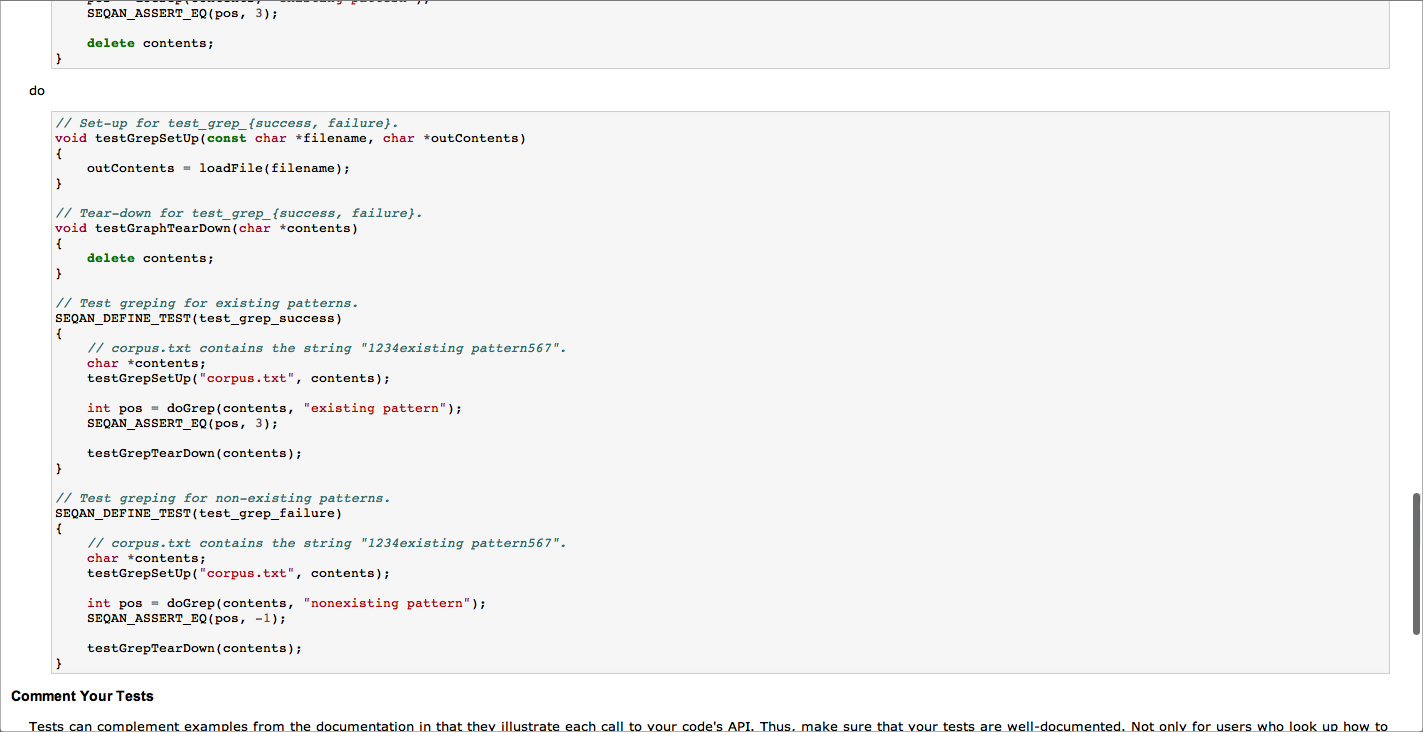 SEQAN_ASSERT_EQ(pos, 3);
delete contents;
}
do
// Set-up for test_grep_{success, failure}.
void testGrepSetUp(const char *filename, char *outContents)
{
outContents = loadFile(filename);
}
// Tear-down for test_grep_{success, failure}.
void testGraphTearDown(char *contents)
{
delete contents;
}
// Test greping for existing patterns.
SEQAN_DEFINE_TEST(test_grep_success)
{
// corpus.txt contains the string "1234existing pattern567".
char *contents;
testGrepSetUp("corpus.txt", contents);
int pos = doGrep(contents, "existing pattern");
SEQAN_ASSERT_EQ(pos, 3);
testGrepTearDown(contents);
}
// Test greping for non-existing patterns.
SEQAN_DEFINE_TEST(test_grep_failure)
{
// corpus.txt contains the string "1234existing pattern567".
char *contents;
testGrepSetUp("corpus.txt", contents);
int pos = doGrep(contents, "nonexisting pattern");
SEQAN_ASSERT_EQ(pos, -1);
testGrepTearDown(contents);
}
Comment Your Tests
Tests can complement examples from the documentation in that they illustrate each call to your code's API. Thus, make sure that your tests are well-documented. Not only for users who look up how to